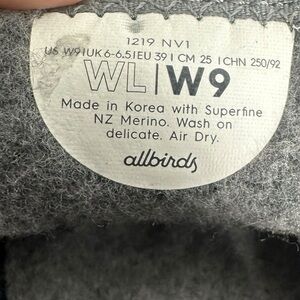 1219 NV1
US W9 | UK 6-6.5 | EU 39 | CM 25 | CHN 250/92
WL | W9
Made in Korea with Superfine
NZ Merino. Wash on
delicate. Air Dry.
allbirds